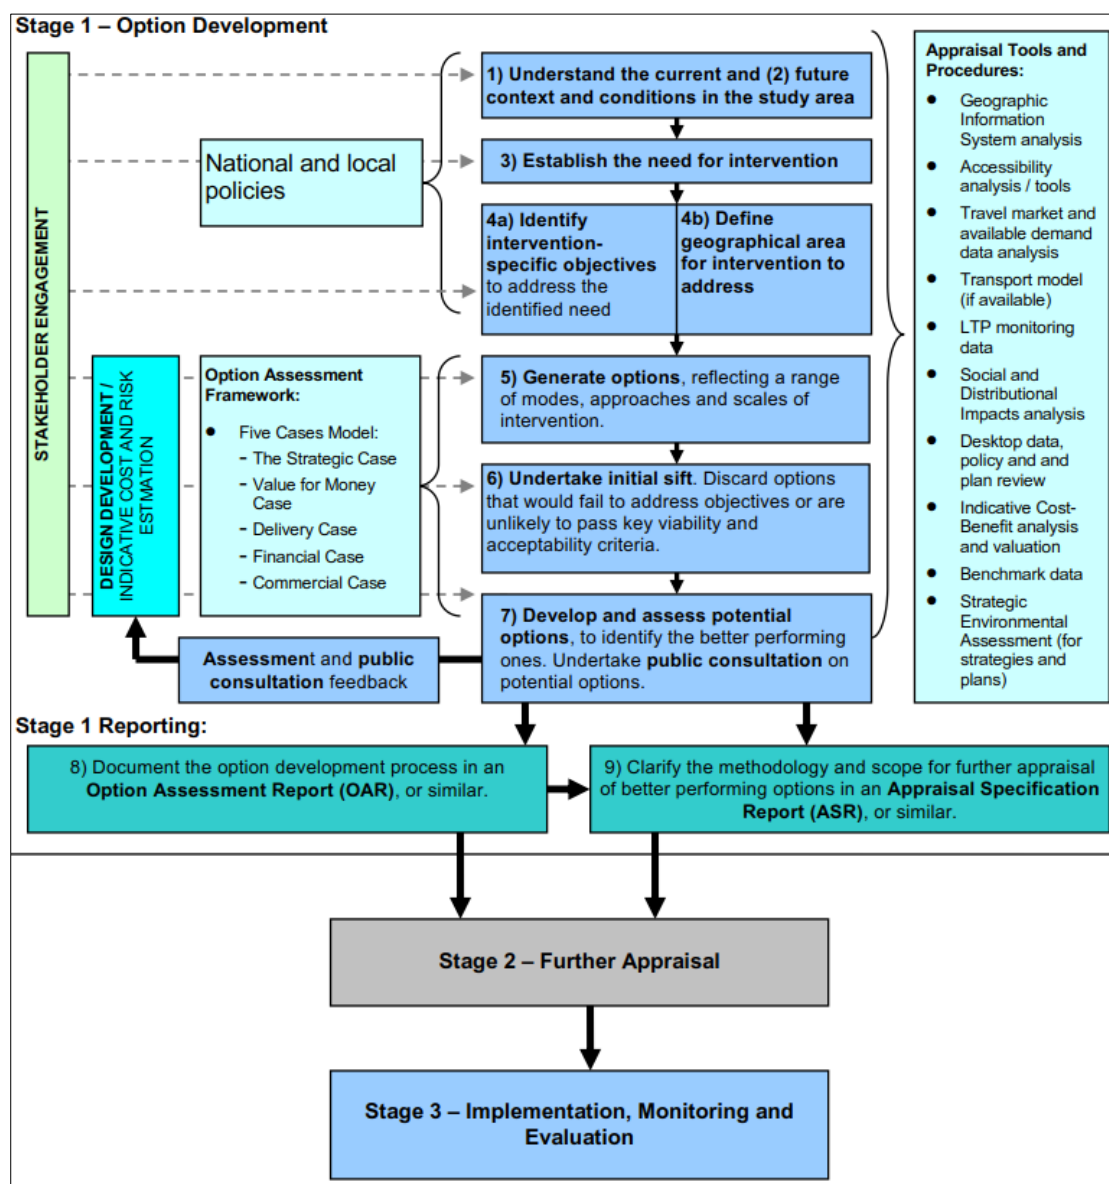 Stage 1 – Option Development
STAKEHOLDER ENGAGEMENT
National and local
policies
1) Understand the current and (2) future
context and conditions in the study area
3) Establish the need for intervention
4a) Identify
intervention-
specific objectives
to address the
identified need
4b) Define
geographical area
for intervention to
address
DESIGN DEVELOPMENT /
INDICATIVE COST AND RISK
ESTMATION
Option Assessment
Framework:
● Five Cases Model:
- The Strategic Case
- Value for Money
Case
- Delivery Case
- Financial Case
- Commercial Case
5) Generate options, reflecting a
range of modes, approaches and scales of
intervention.
6) Undertake initial sift. Discard options
that would fail to address objectives or are
unlikely to pass key viability and
acceptability criteria.
7) Develop and assess potential
options, to identify the better performing
ones. Undertake public consultation on
potential options.
Assessment and public
consultation feedback
Appraisal Tools and
Procedures:
● Geographic
Information
System analysis
● Accessibility
analysis / tools
● Travel market and
available demand
data analysis
● Transport model
(if available)
● LTP monitoring
data
● Social and
Distributional
Impacts analysis
● Desktop data,
policy and and
plan review
● Indicative Cost-
Benefit analysis
and valuation
● Benchmark data
● Strategic
Environmental
Assessment (for
strategies and
plans)
Stage 1 Reporting:
8) Document the option development process in an
Option Assessment Report (OAR), or similar.
9) Clarify the methodology and scope for further appraisal
of better performing options in an Appraisal Specification
Report (ASR), or similar.
Stage 2 – Further Appraisal
Stage 3 – Implementation, Monitoring and
Evaluation